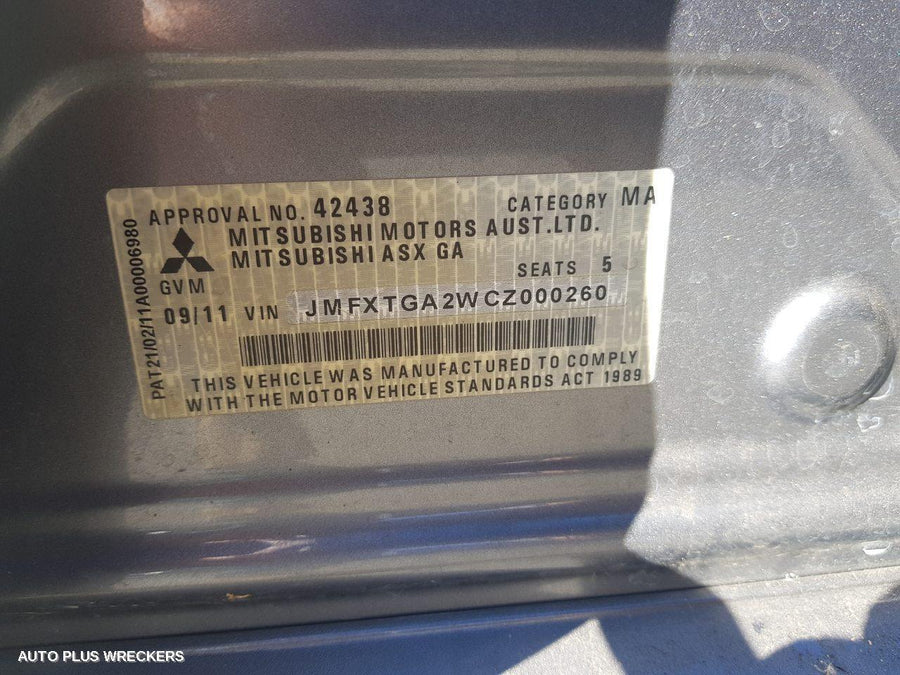 PAT21/02/11A00006980
APPROVAL NO. 42438 CATEGORY MA
MITSUBISHI MOTORS AUST.LTD.
MITSUBISHI ASX GA
SEATS 5
GVM
09/11 VIN JMFXTGA2WCZ000260
THIS VEHICLE WAS MANUFACTURED TO COMPLY
WITH THE MOTOR VEHICLE STANDARDS ACT 1989
AUTO PLUS WRECKERS